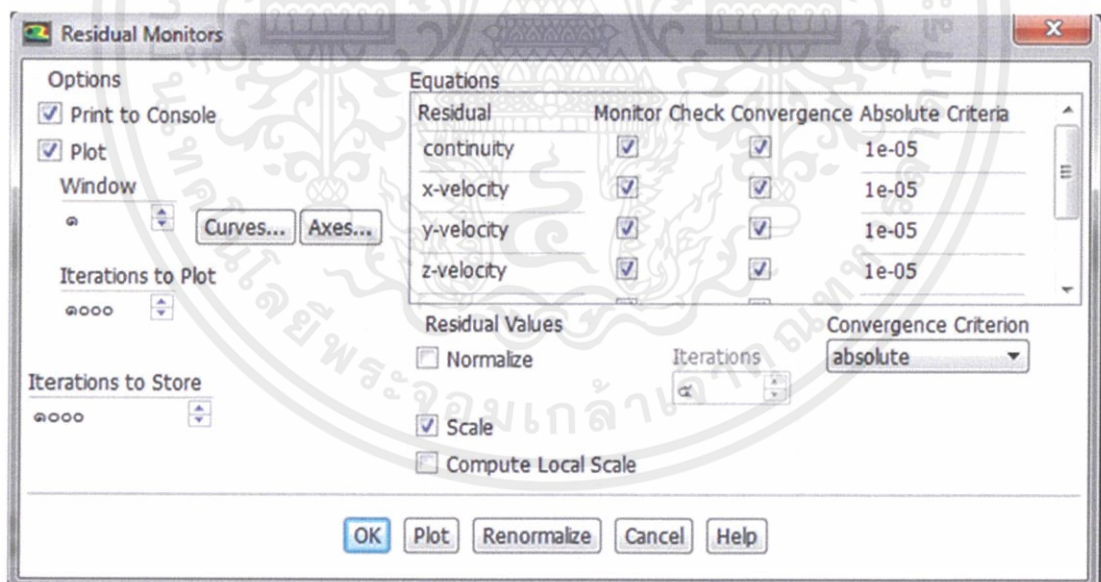 Residual Monitors
Options
Print to Console
Plot
Window
๑
Curves...
Axes...
Iterations to Plot
๑๐๐๐
Iterations to Store
๑๐๐๐
Equations
Residual Monitor Check Convergence Absolute Criteria
continuity 1e-05
x-velocity 1e-05
y-velocity 1e-05
z-velocity 1e-05
Residual Values
Normalize
Iterations
๕
Scale
Compute Local Scale
Convergence Criterion
absolute
OK
Plot
Renormalize
Cancel
Help